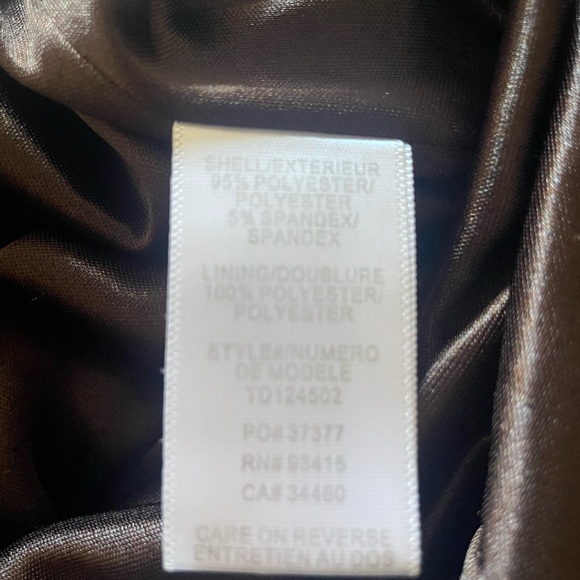 SHELL/EXTERIEUR
95% POLYESTER/
POLYESTER
5% SPANDEX/
SPANDEX
LINING/DOUBLURE
100% POLYESTER/
POLYESTER
STYLE#/NUMERO
DE MODELE
TD124502
PO# 37377
RN# 93415
CA# 34460
CARE ON REVERSE
ENTRETIEN AU DOS